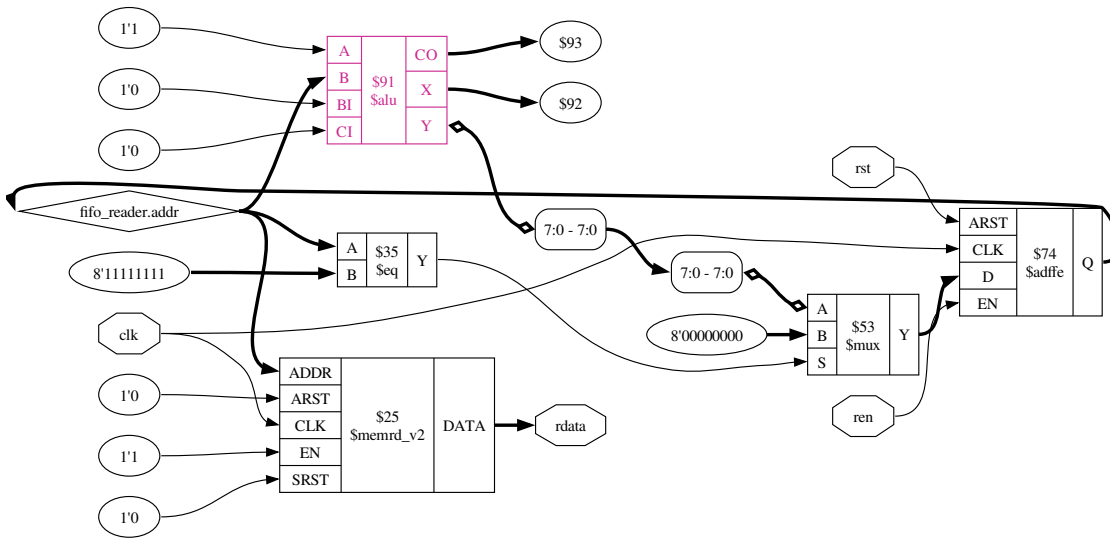 1'1
1'0
1'0
A
B
BI
CI
$91
$alu
CO
X
Y
$93
$92
fifo_reader.addr
8'11111111
A
B
$35
$eq
Y
7:0 - 7:0
7:0 - 7:0
8'00000000
A
B
S
$53
$mux
Y
rst
ren
ARST
CLK
D
EN
$74
$adffe
Q
clk
1'0
1'1
1'0
ADDR
ARST
CLK
EN
SRST
$25
$memrd_v2
DATA
rdata